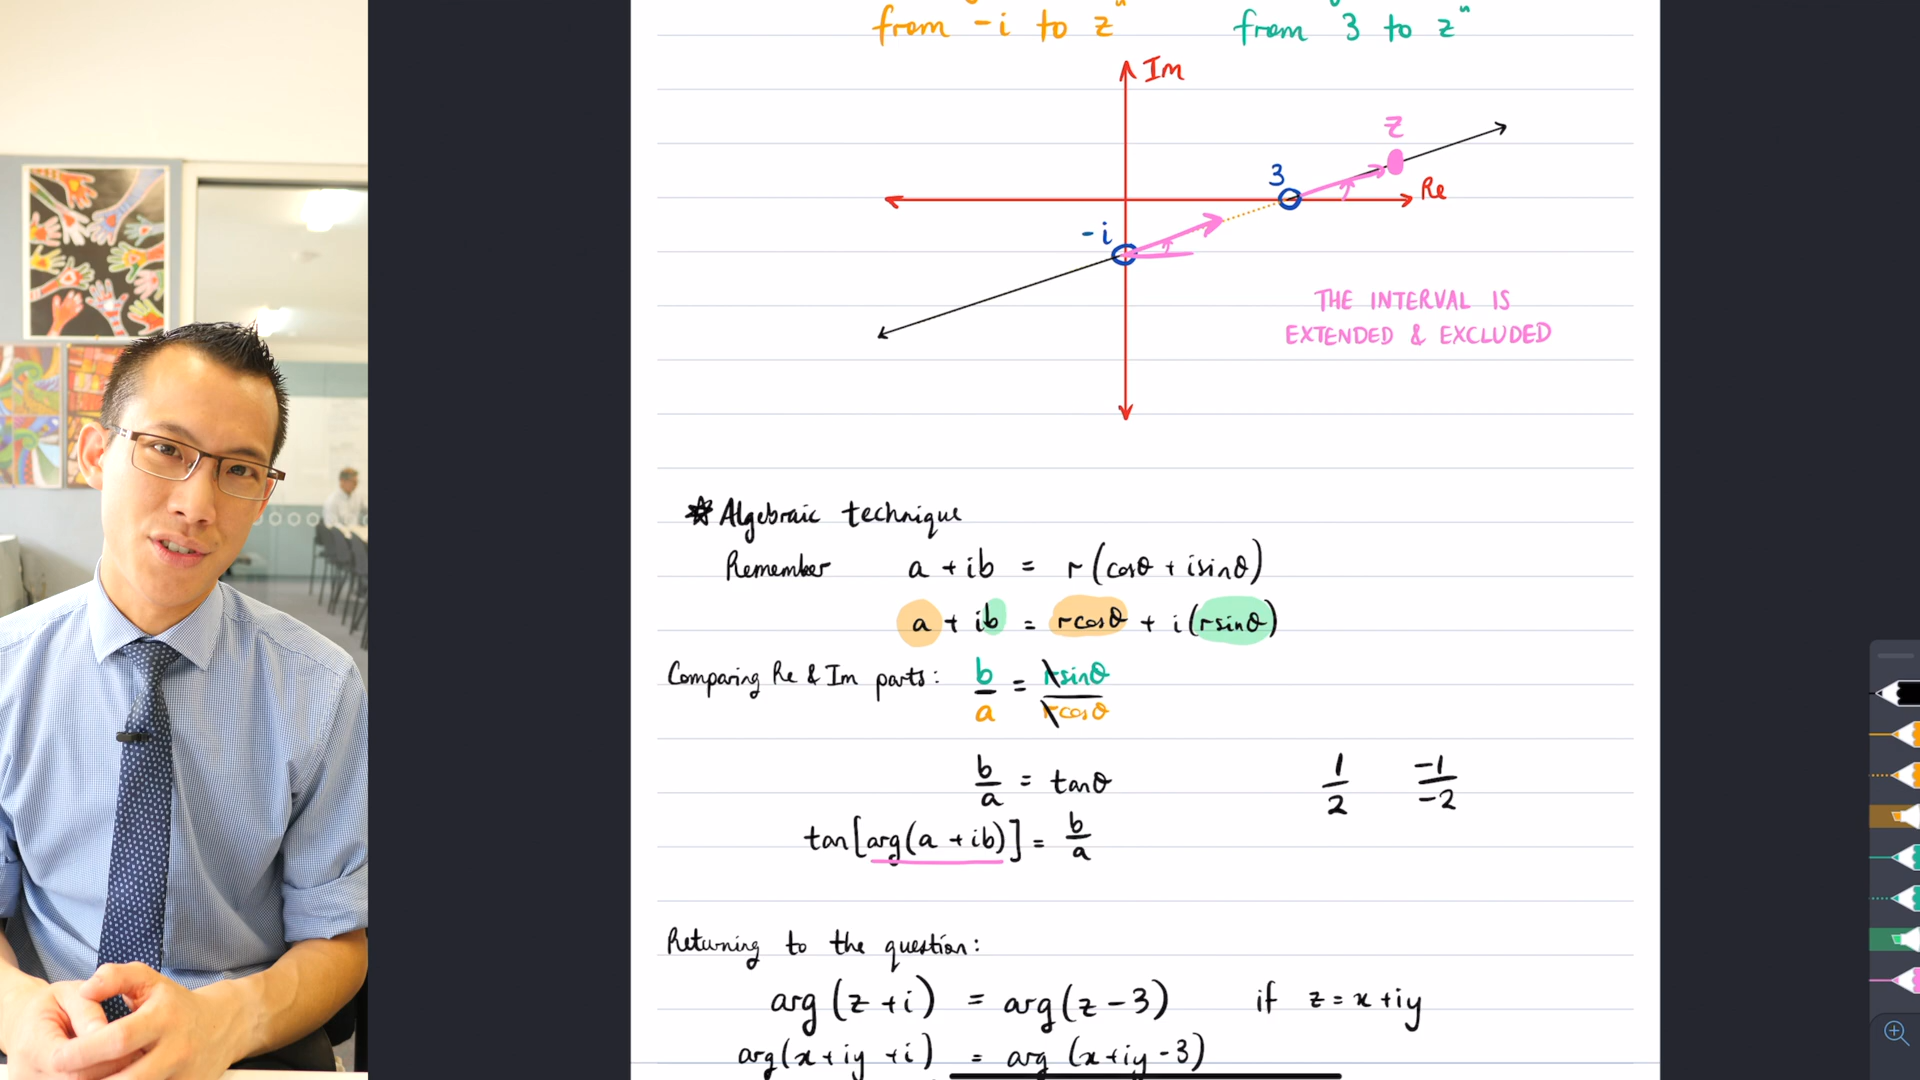 from -i to z"
from 3 to z"
Im
z
3
Re
-i
THE INTERVAL IS
EXTENDED & EXCLUDED
* Algebraic technique
Remember a + ib = r(cosθ + isinθ)
a + ib = rcosθ + i(rsinθ)
Comparing Re & Im parts: b/a = rsinθ/rcosθ
b/a = tanθ
1/2 -1/-2
tan[arg(a + ib)] = b/a
Returning to the question:
arg(z + i) = arg(z - 3) if z = x + iy
arg(x + iy + i) = arg(x + iy - 3)